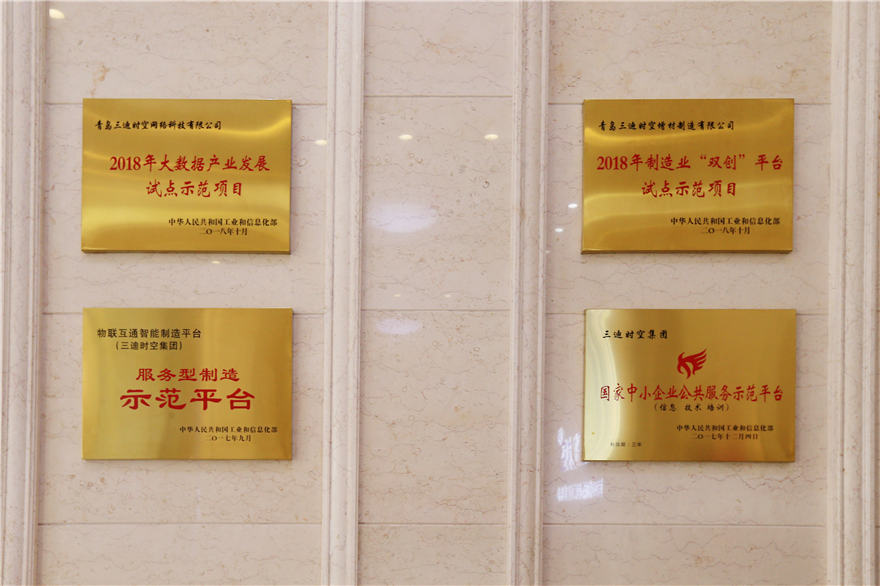 青岛三迪时空网络科技有限公司
2018年大数据产业发展
试点示范项目
中华人民共和国工业和信息化部
二〇一八年十月
青岛三迪时空增材制造有限公司
2018年制造业“双创”平台
试点示范项目
中华人民共和国工业和信息化部
二〇一八年十月
物联互通智能制造平台
(三迪时空集团)
服务型制造
示范平台
中华人民共和国工业和信息化部
二〇一七年九月
三迪时空集团
国家中小企业公共服务示范平台
(信息 技术 培训)
中华人民共和国工业和信息化部
二〇一七年十二月四日
有效期：三年